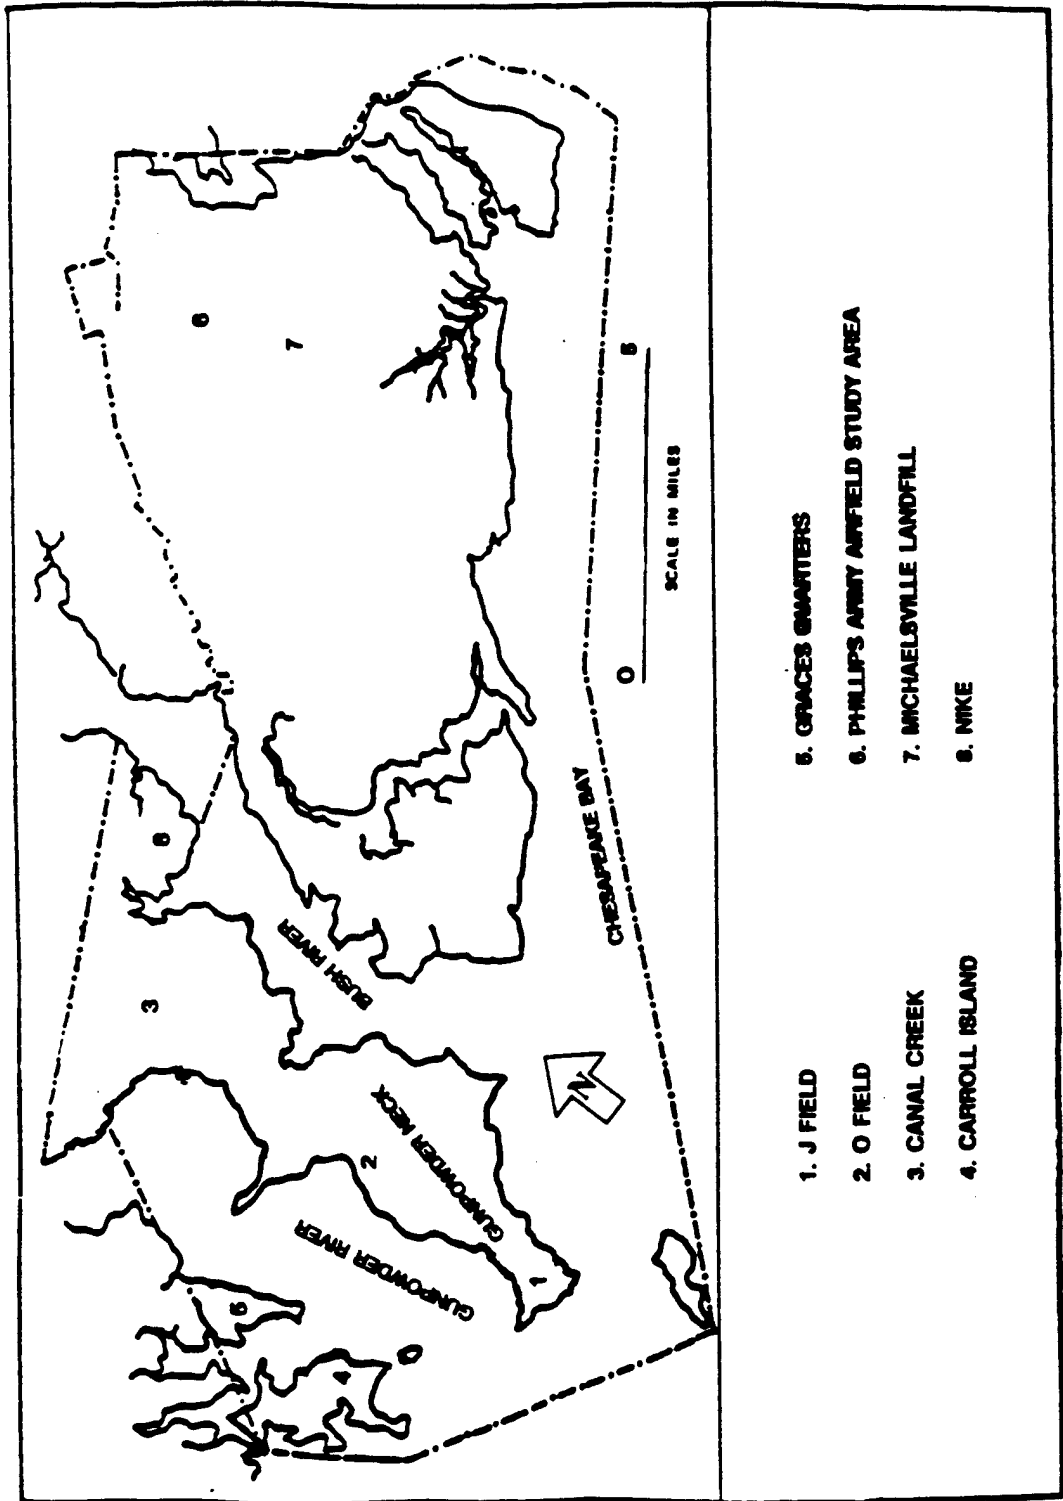 6
7
8
3
2
1
5
4
BUSH RIVER
GUNPOWDER NECK
GUNPOWDER RIVER
CHESAPEAKE BAY
N
0 5
SCALE IN MILES
1. J FIELD
2. O FIELD
3. CANAL CREEK
4. CARROLL ISLAND
5. GRACES QUARTERS
6. PHILLIPS ARMY AIRFIELD STUDY AREA
7. MICHAELSVILLE LANDFILL
8. NIKE